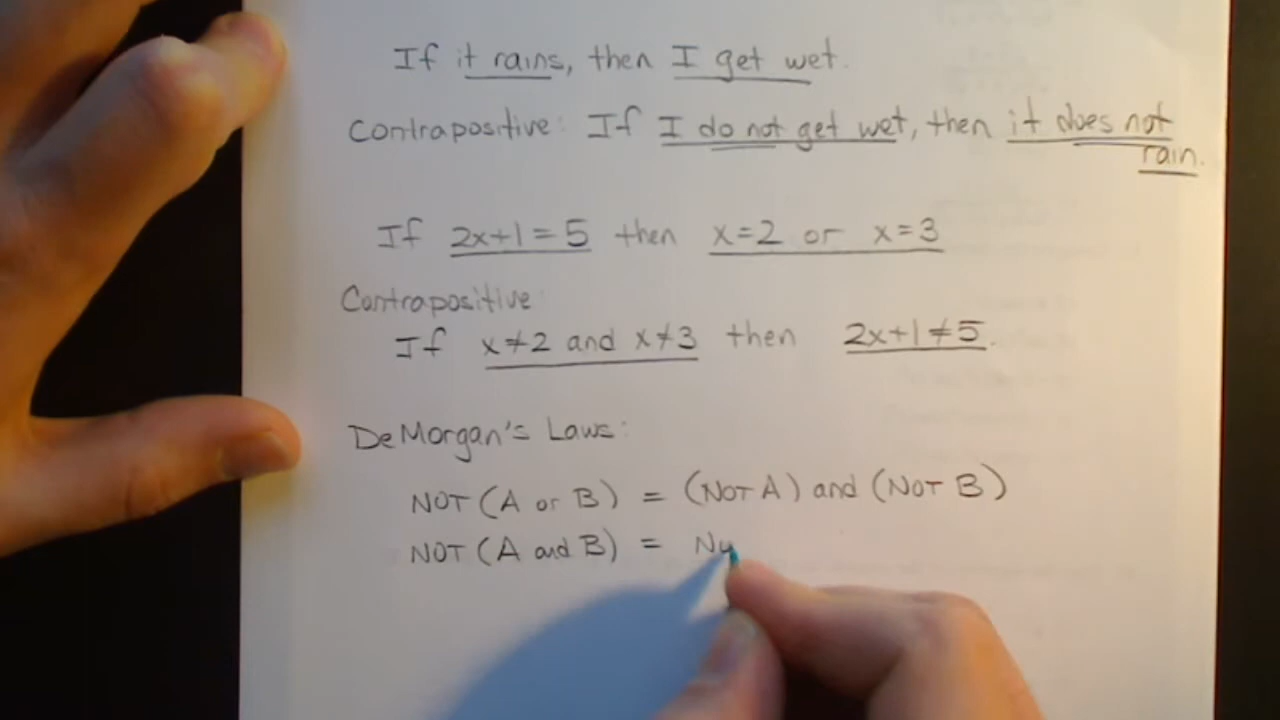 If it rains, then I get wet.
Contrapositive: If I do not get wet, then it does not
rain.
If 2x+1=5 then x=2 or x=3
Contrapositive:
If x≠2 and x≠3 then 2x+1≠5.
DeMorgan's Laws:
NOT (A or B) = (NOT A) and (NOT B)
NOT (A and B) =